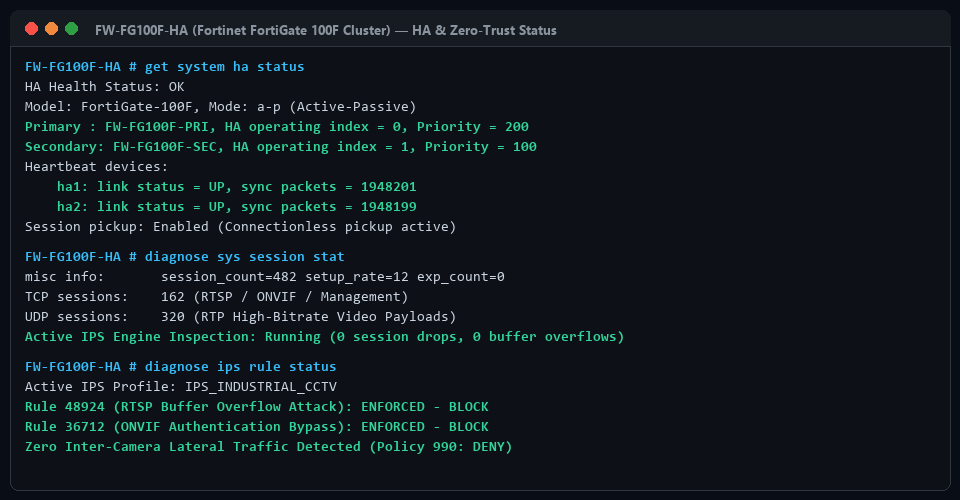 FW-FG100F-HA (Fortinet FortiGate 100F Cluster) — HA & Zero-Trust Status
FW-FG100F-HA # get system ha status
HA Health Status: OK
Model: FortiGate-100F, Mode: a-p (Active-Passive)
Primary : FW-FG100F-PRI, HA operating index = 0, Priority = 200
Secondary: FW-FG100F-SEC, HA operating index = 1, Priority = 100
Heartbeat devices:
    ha1: link status = UP, sync packets = 1948201
    ha2: link status = UP, sync packets = 1948199
Session pickup: Enabled (Connectionless pickup active)
FW-FG100F-HA # diagnose sys session stat
misc info:       session_count=482 setup_rate=12 exp_count=0
TCP sessions:    162 (RTSP / ONVIF / Management)
UDP sessions:    320 (RTP High-Bitrate Video Payloads)
Active IPS Engine Inspection: Running (0 session drops, 0 buffer overflows)
FW-FG100F-HA # diagnose ips rule status
Active IPS Profile: IPS_INDUSTRIAL_CCTV
Rule 48924 (RTSP Buffer Overflow Attack): ENFORCED - BLOCK
Rule 36712 (ONVIF Authentication Bypass): ENFORCED - BLOCK
Zero Inter-Camera Lateral Traffic Detected (Policy 990: DENY)